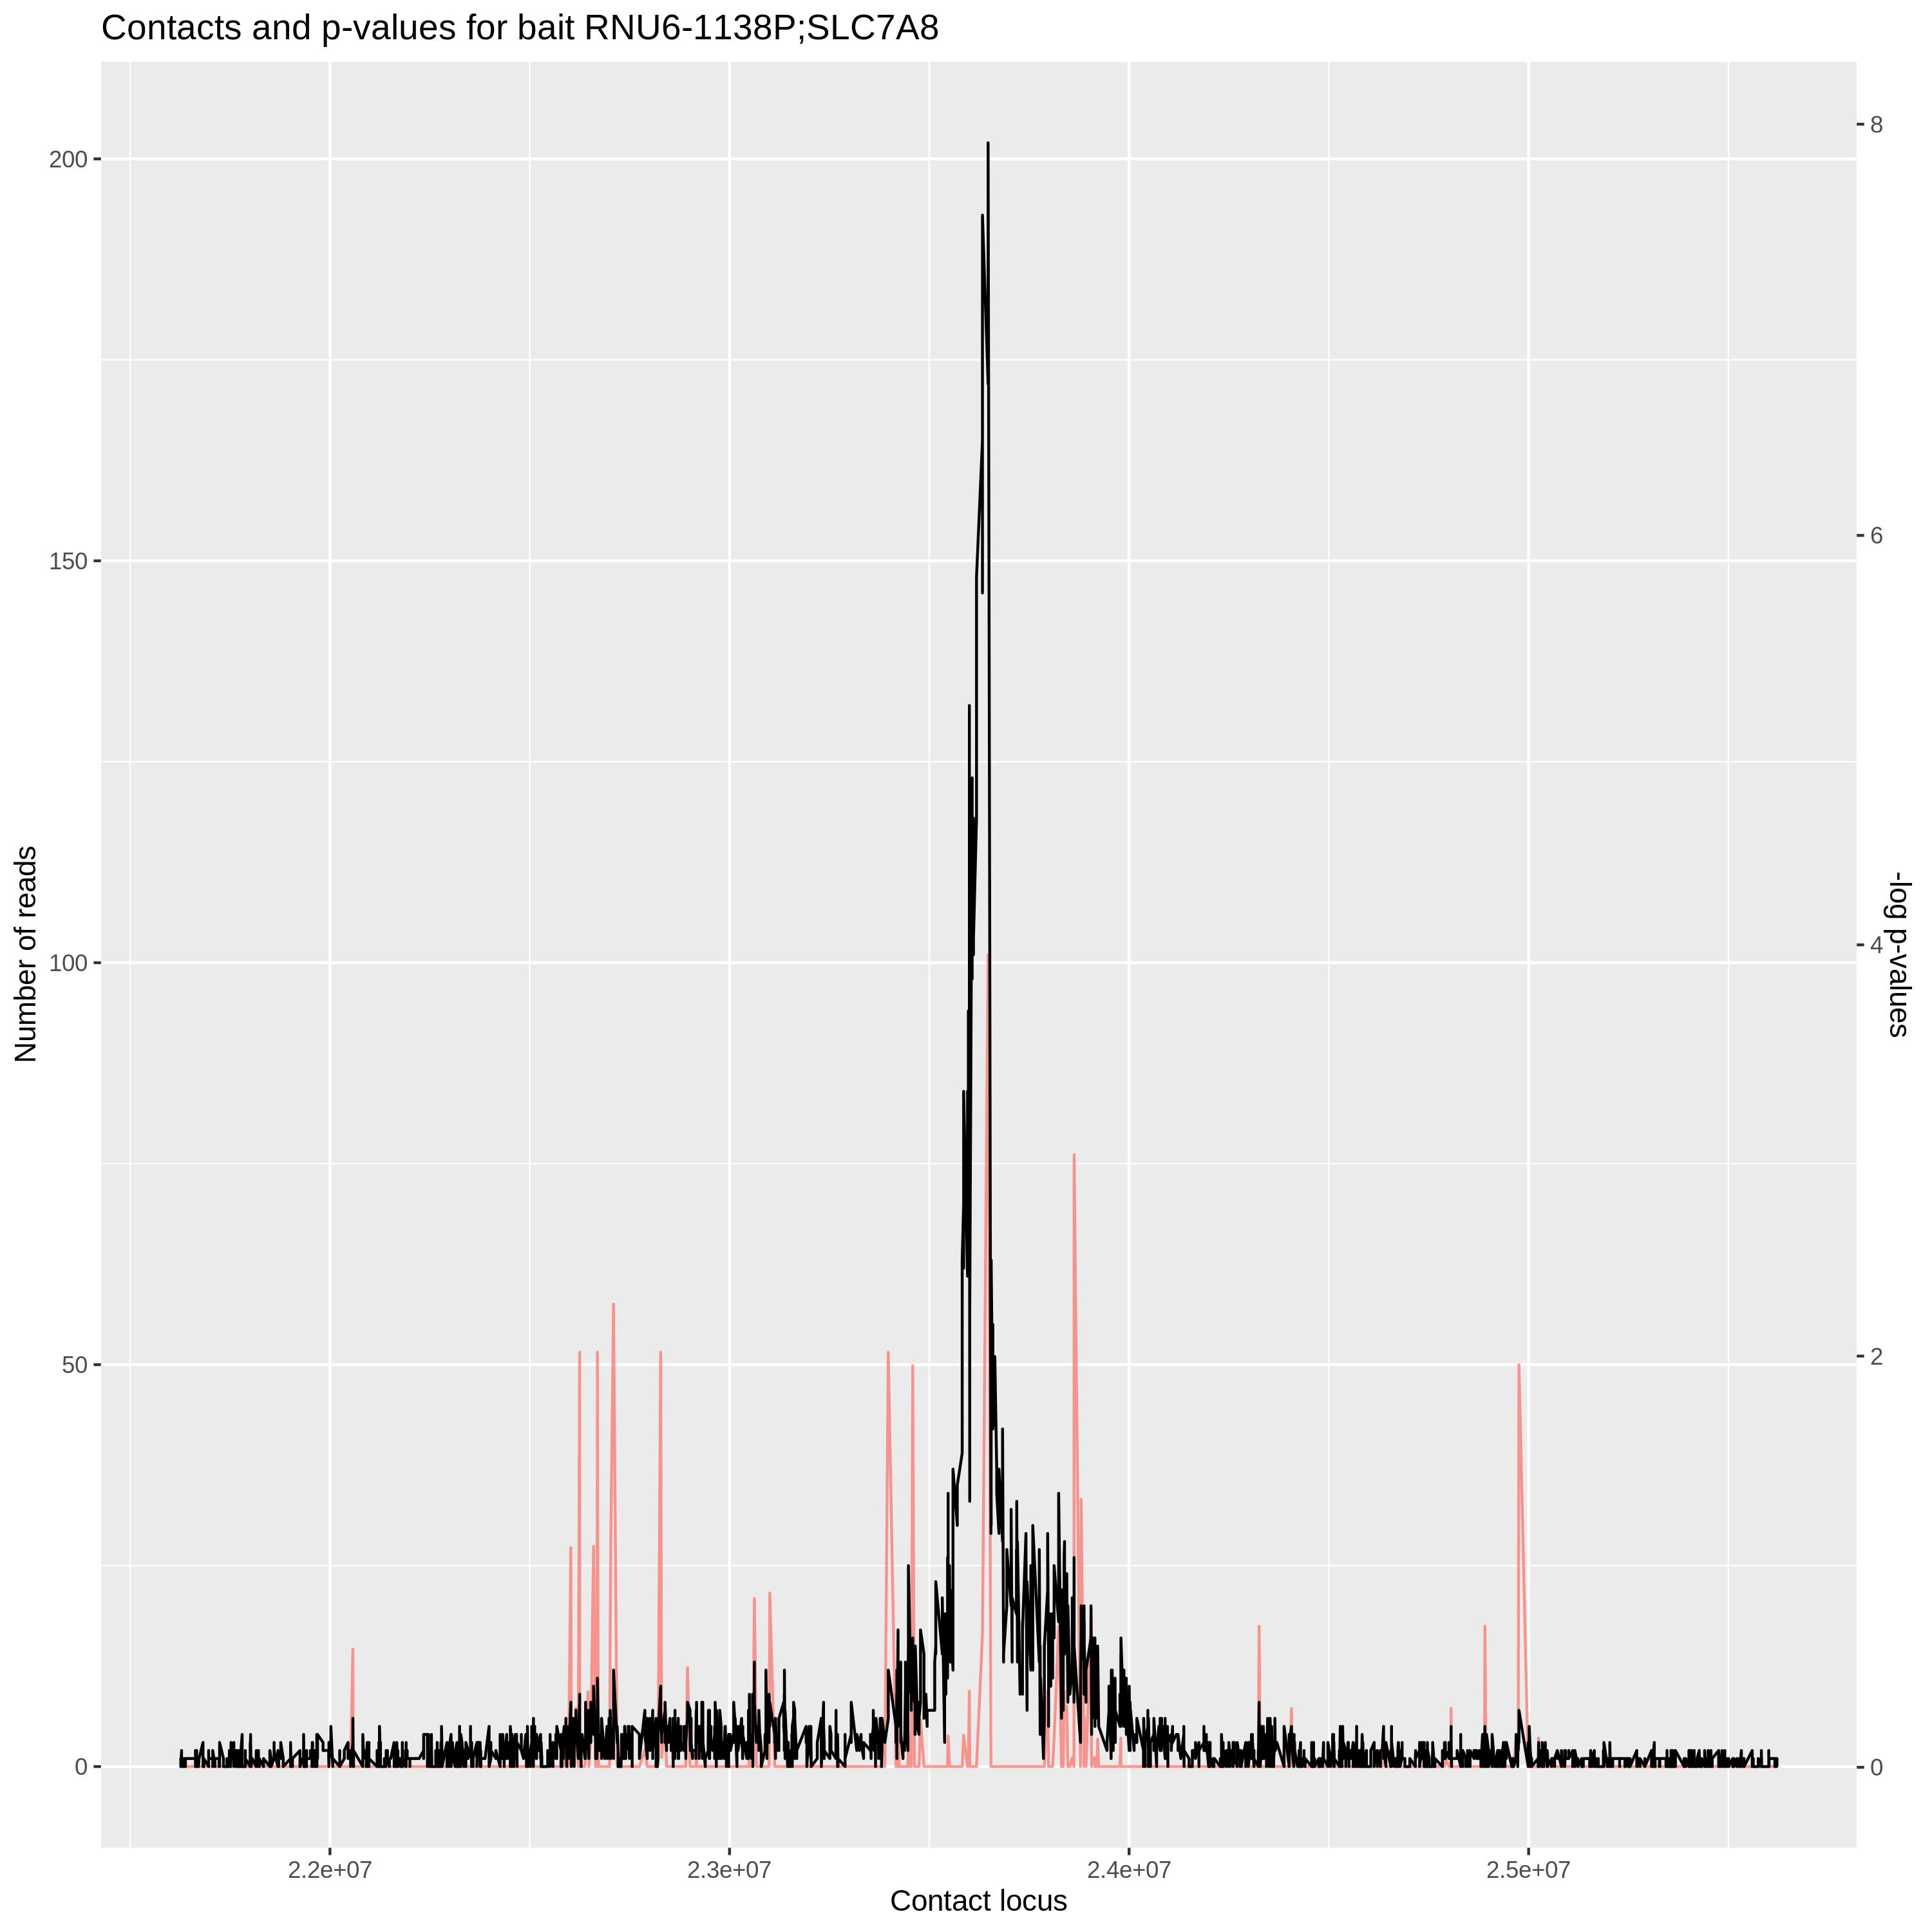 Contacts and p-values for bait RNU6-1138P;SLC7A8
200
150
100
50
0
Number of reads
8
6
4
2
0
-log p-values
2.2e+07
2.3e+07
2.4e+07
2.5e+07
Contact locus